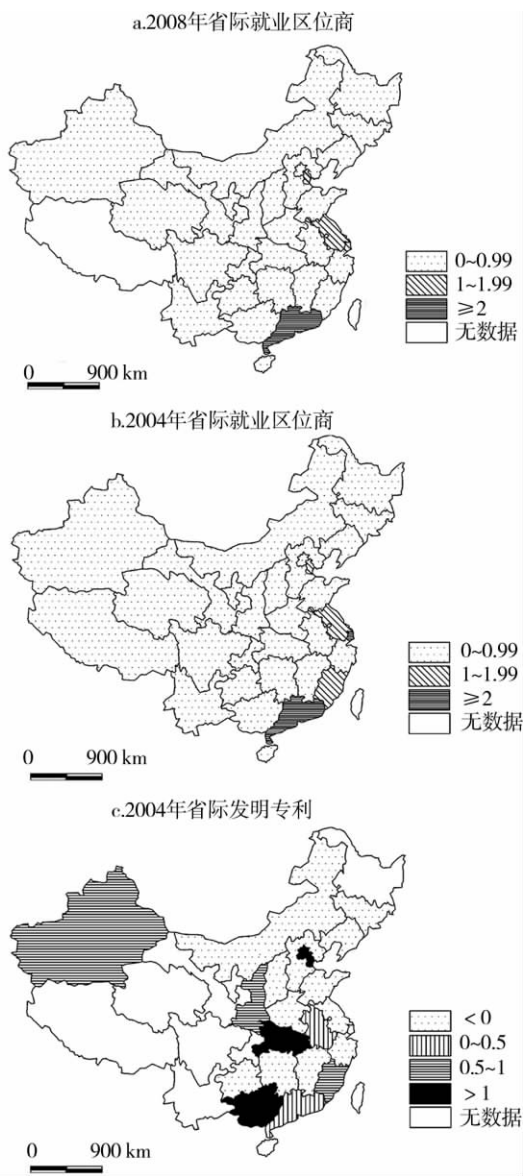 a.2008年省际就业区位商
0~0.99
1~1.99
≥2
无数据
0 900 km
b.2004年省际就业区位商
0~0.99
1~1.99
≥2
无数据
0 900 km
c.2004年省际发明专利
<0
0~0.5
0.5~1
>1
无数据
0 900 km